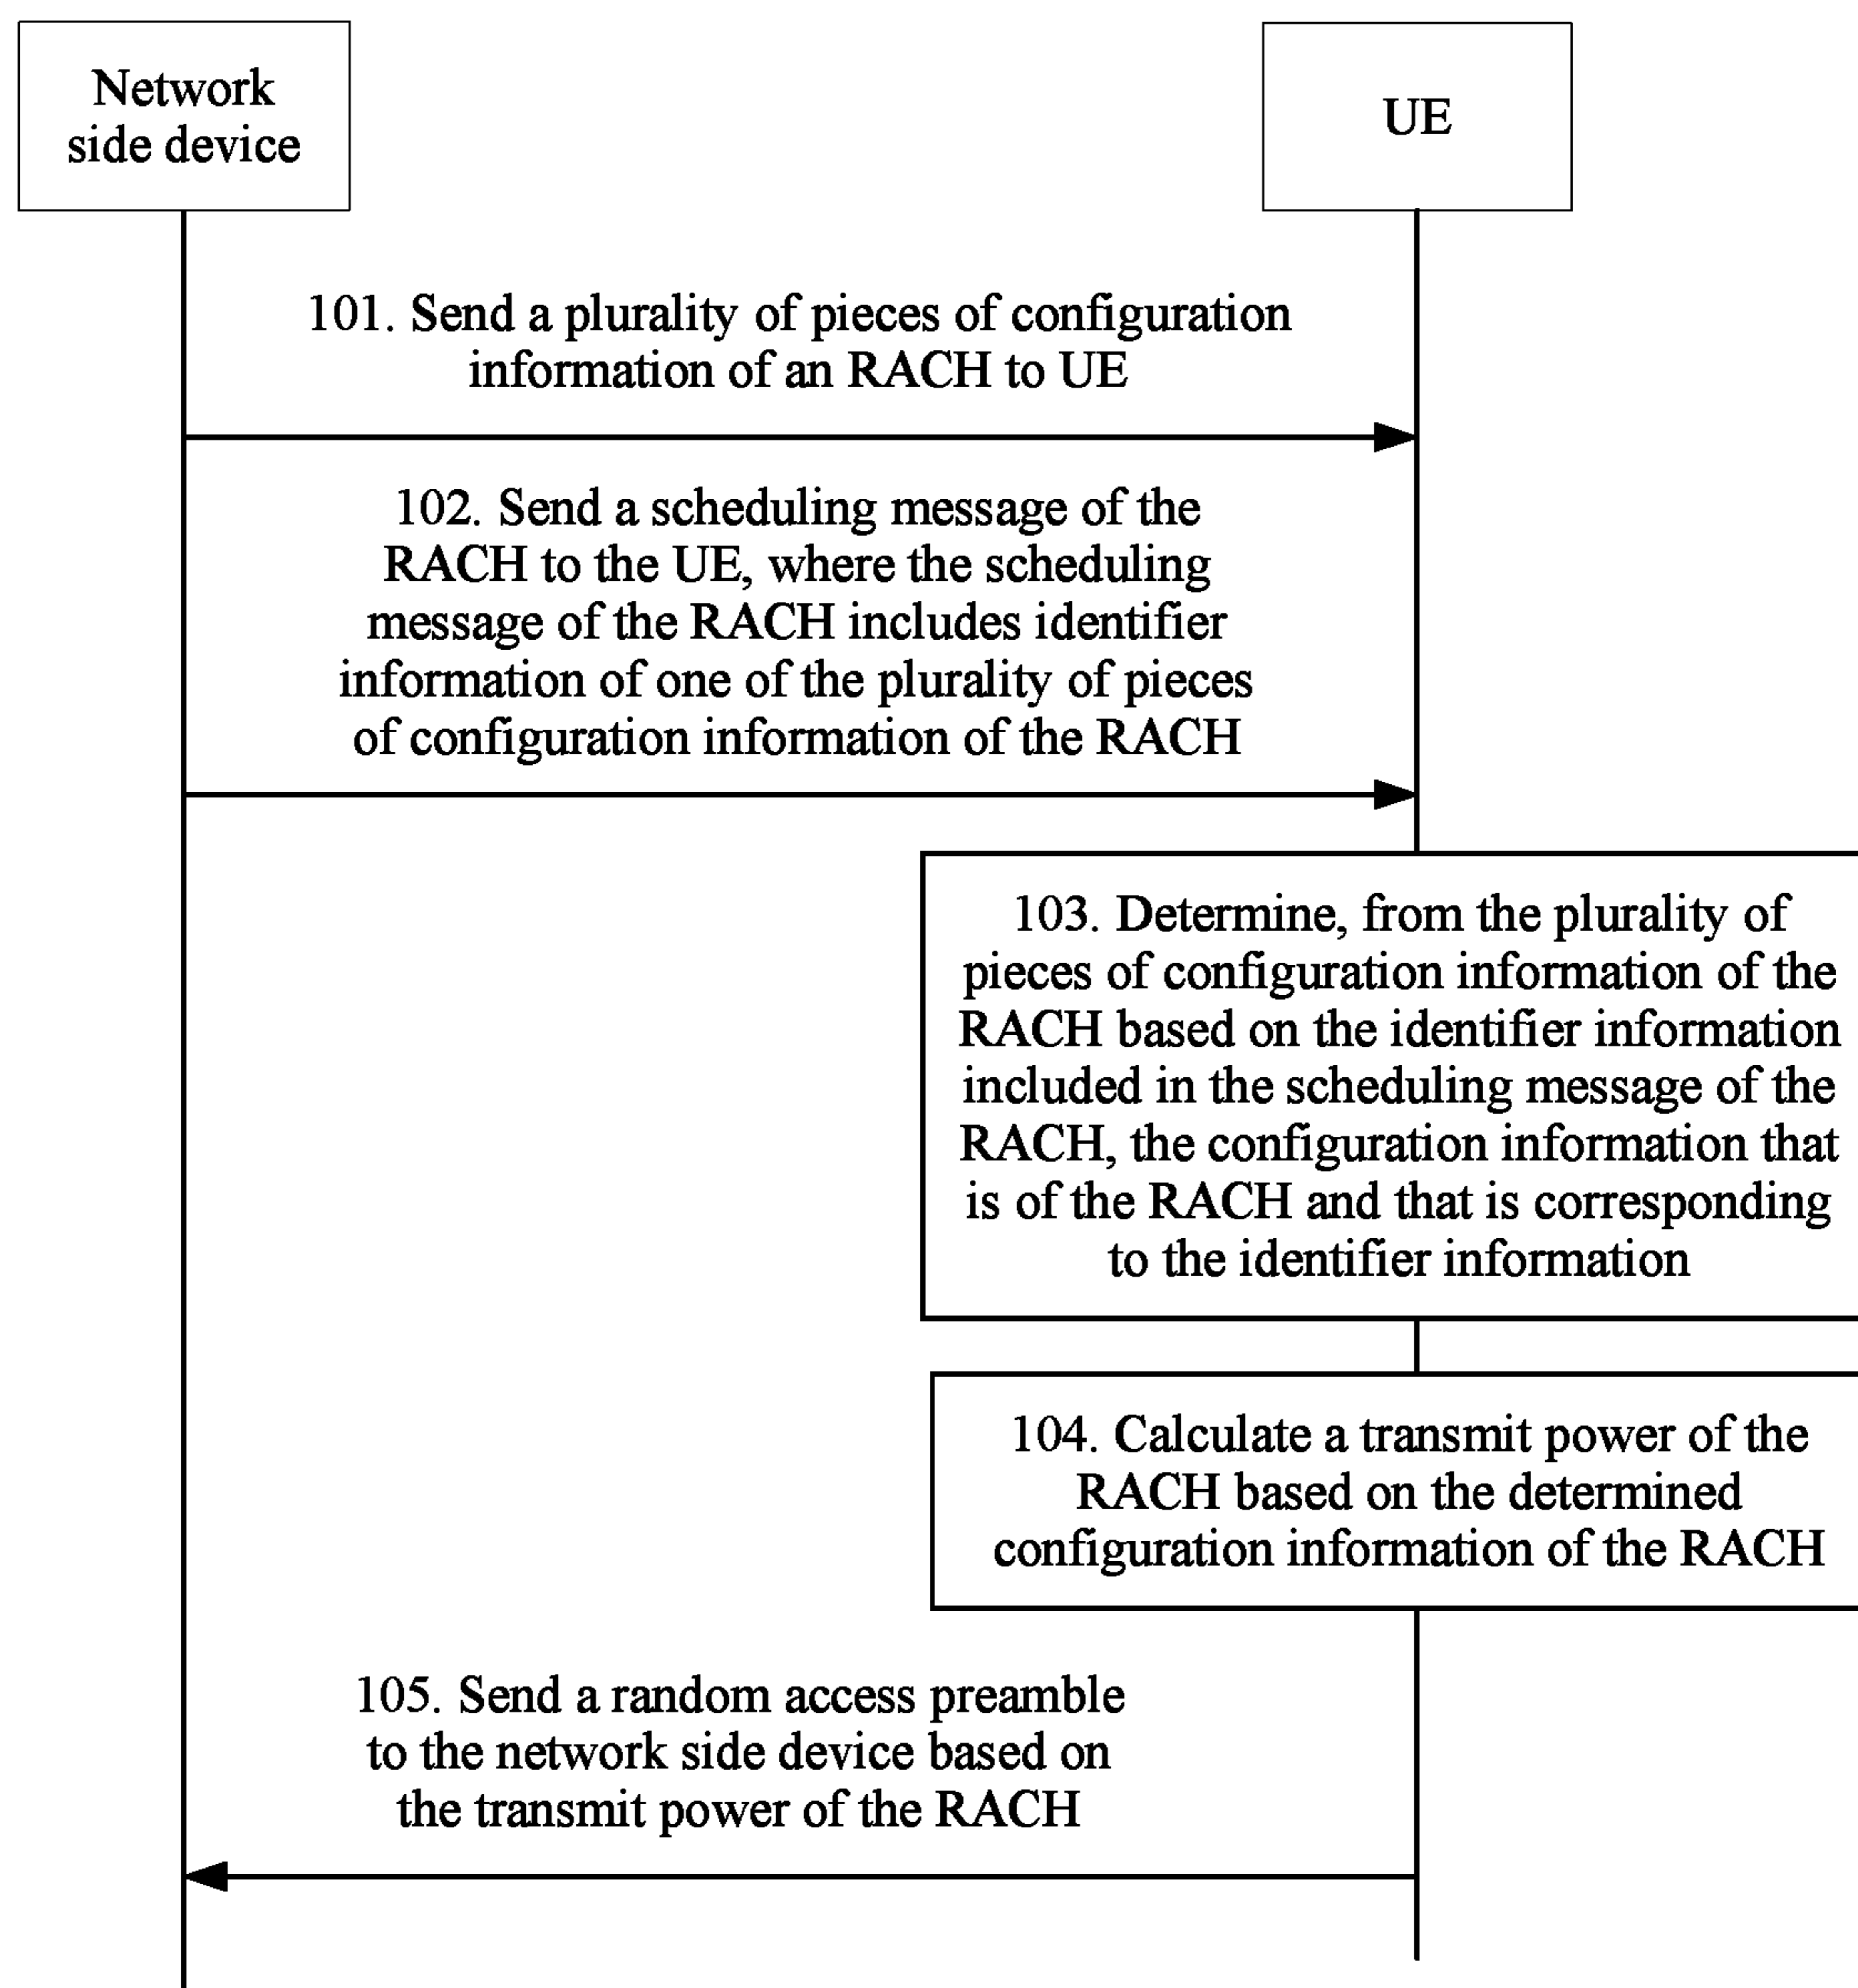 Network
side device
UE
101. Send a plurality of pieces of configuration
information of an RACH to UE
102. Send a scheduling message of the
RACH to the UE, where the scheduling
message of the RACH includes identifier
information of one of the plurality of pieces
of configuration information of the RACH
103. Determine, from the plurality of
pieces of configuration information of the
RACH based on the identifier information
included in the scheduling message of the
RACH, the configuration information that
is of the RACH and that is corresponding
to the identifier information
104. Calculate a transmit power of the
RACH based on the determined
configuration information of the RACH
105. Send a random access preamble
to the network side device based on
the transmit power of the RACH